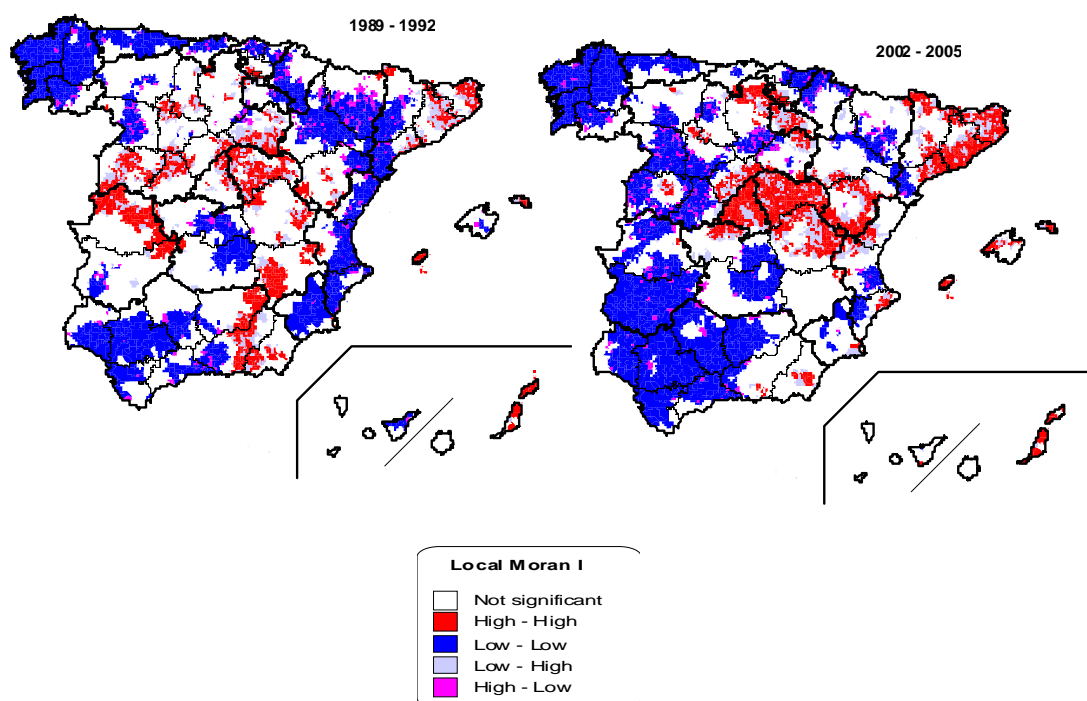 1989 - 1992
2002 - 2005
Local Moran I
Not significant
High - High
Low - Low
Low - High
High - Low